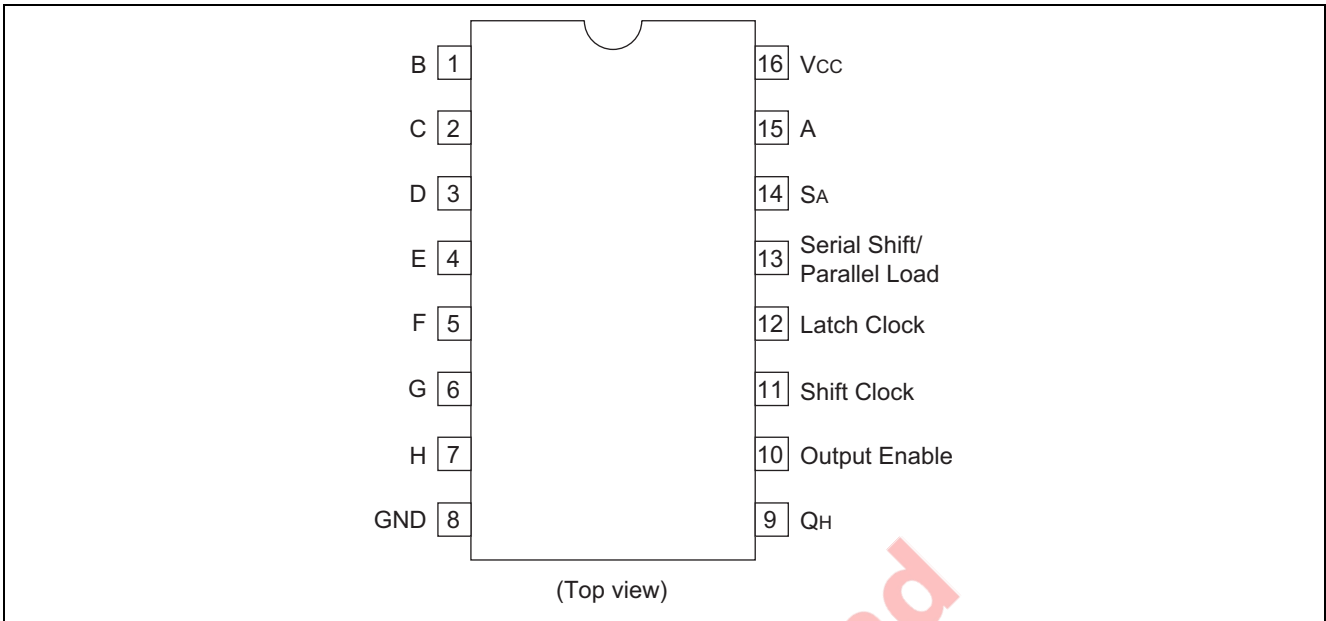 B 1
C 2
D 3
E 4
F 5
G 6
H 7
GND 8
16 VCC
15 A
14 SA
13 Serial Shift/
Parallel Load
12 Latch Clock
11 Shift Clock
10 Output Enable
9 QH
(Top view)